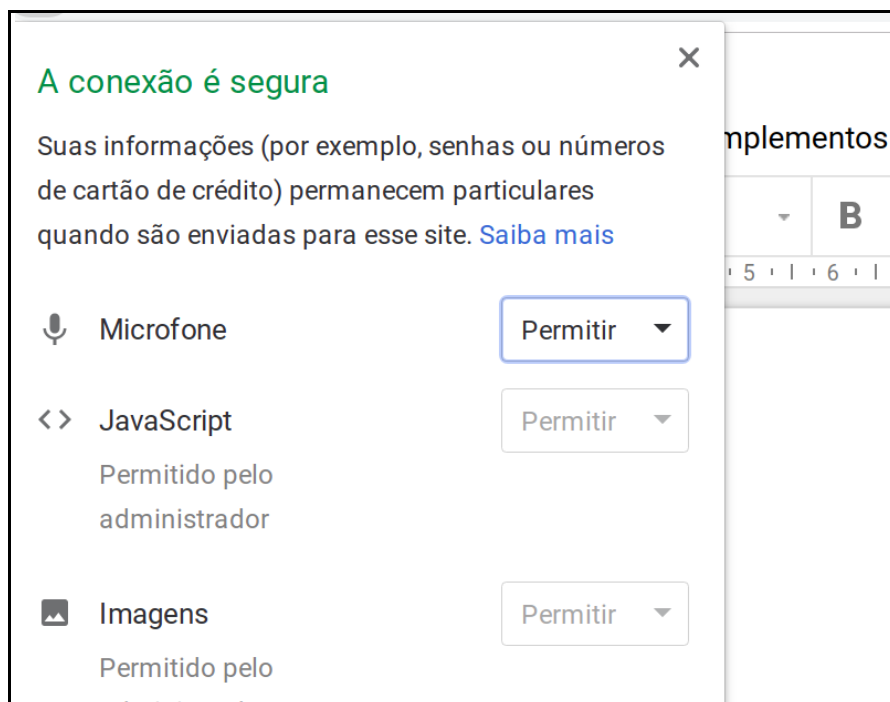 A conexão é segura
Suas informações (por exemplo, senhas ou números
de cartão de crédito) permanecem particulares
quando são enviadas para esse site. Saiba mais
mplementos
B
5 6
Microfone Permitir
JavaScript Permitir
Permitido pelo
administrador
Imagens Permitir
Permitido pelo